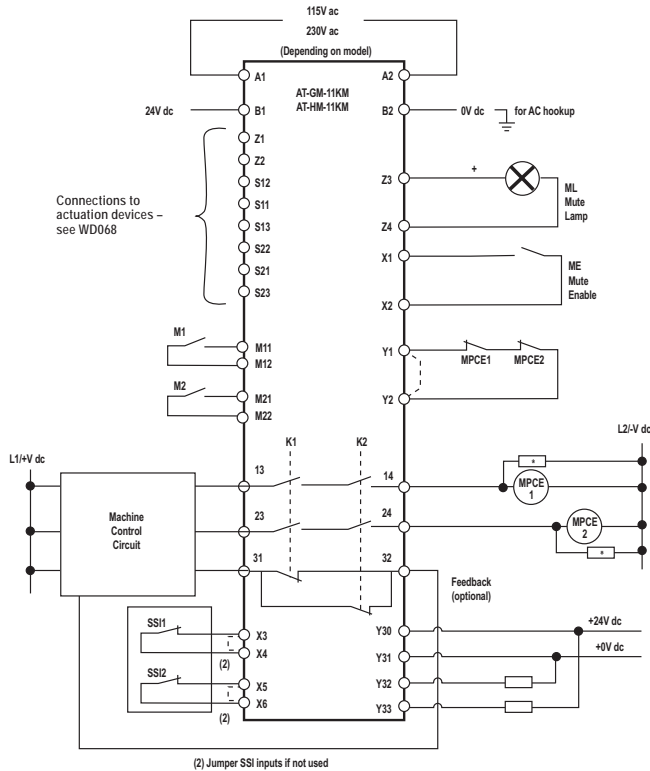 115V ac
230V ac
(Depending on model)
A1
A2
AT-GM-11KM
AT-HM-11KM
24V dc
B1
B2
0V dc
for AC hookup
Z1
Z2
S12
S11
S13
S22
S21
S23
Connections to
actuation devices –
see WD068
Z3
+
ML
Mute
Lamp
Z4
X1
ME
Mute
Enable
X2
M1
M11
M12
M2
M21
M22
Y1
MPCE1
MPCE2
Y2
L1/+V dc
L2/-V dc
K1
K2
13
14
*
MPCE
1
23
24
MPCE
2
*
Machine
Control
Circuit
31
32
Feedback
(optional)
SSI1
X3
X4
(2)
SSI2
X5
X6
(2)
Y30
+24V dc
Y31
+0V dc
Y32
Y33
(2) Jumper SSI inputs if not used